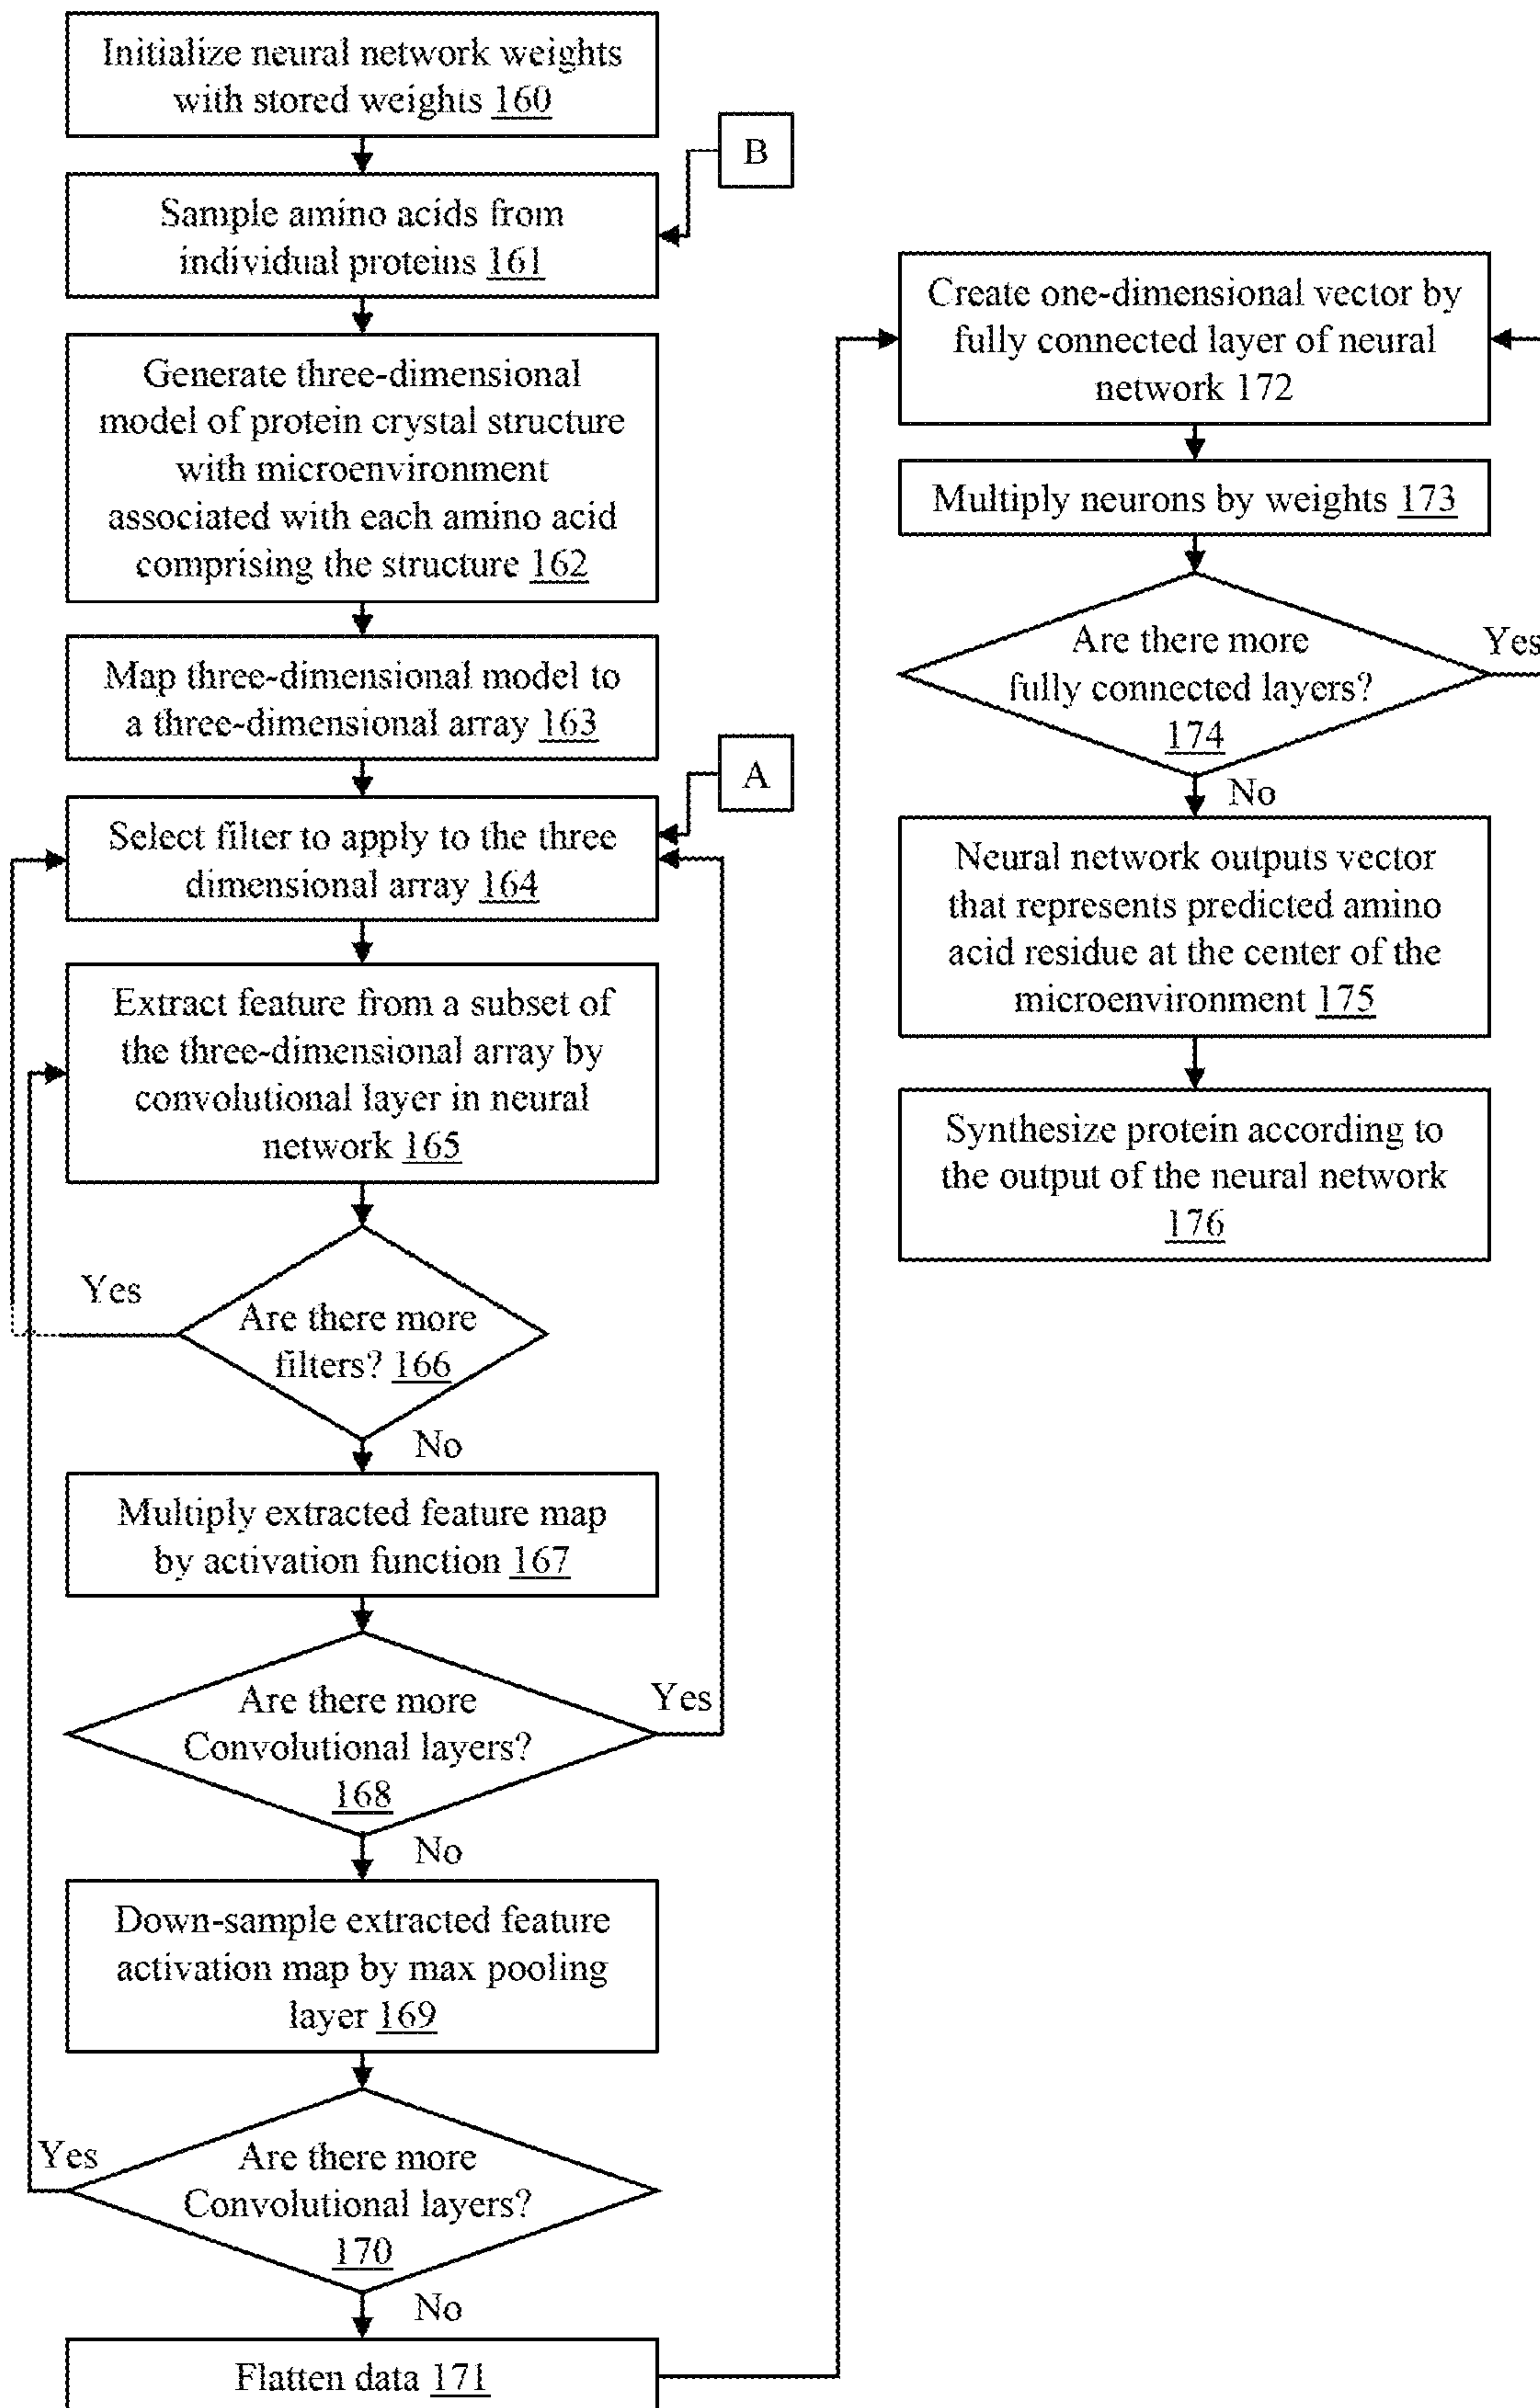 Initialize neural network weights
with stored weights 160
B
Sample amino acids from
individual proteins 161
Generate three-dimensional
model of protein crystal structure
with microenvironment
associated with each amino acid
comprising the structure 162
Map three-dimensional model to
a three-dimensional array 163
A
Select filter to apply to the three
dimensional array 164
Extract feature from a subset of
the three-dimensional array by
convolutional layer in neural
network 165
Yes
Are there more
filters? 166
No
Multiply extracted feature map
by activation function 167
Are there more
Convolutional layers?
168
Yes
No
Down-sample extracted feature
activation map by max pooling
layer 169
Yes
Are there more
Convolutional layers?
170
No
Flatten data 171
Create one-dimensional vector by
fully connected layer of neural
network 172
Multiply neurons by weights 173
Are there more
fully connected layers?
174
Yes
No
Neural network outputs vector
that represents predicted amino
acid residue at the center of the
microenvironment 175
Synthesize protein according to
the output of the neural network
176